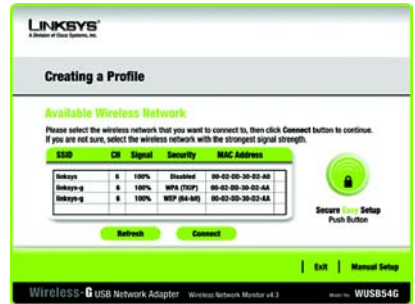 LINKSYS®
A Division of Cisco Systems, Inc.
Creating a Profile
Available Wireless Network
Please select the wireless network that you want to connect to, then click Connect button to continue.
If you are not sure, select the wireless network with the strongest signal strength.
SSID CH Signal Security MAC Address
linksys 6 100% Disabled 00-02-DD-30-D2-A0
linksys-g 6 100% WPA (TKIP) 00-02-DD-30-D2-AA
linksys-g 6 100% WEP (64-bit) 00-02-DD-30-D2-AA
Refresh Connect
Secure Easy Setup
Push Button
Exit Manual Setup
Wireless-G USB Network Adapter Wireless Network Monitor v4.3 Model No. WUSB54G